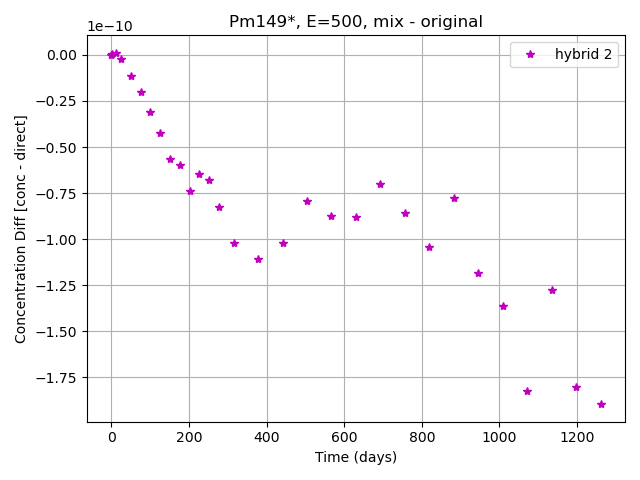 Pm149*, E=500, mix - original
1e−10
hybrid 2
0.00
−0.25
−0.50
−0.75
−1.00
−1.25
−1.50
−1.75
Concentration Diff [conc - direct]
0 200 400 600 800 1000 1200
Time (days)